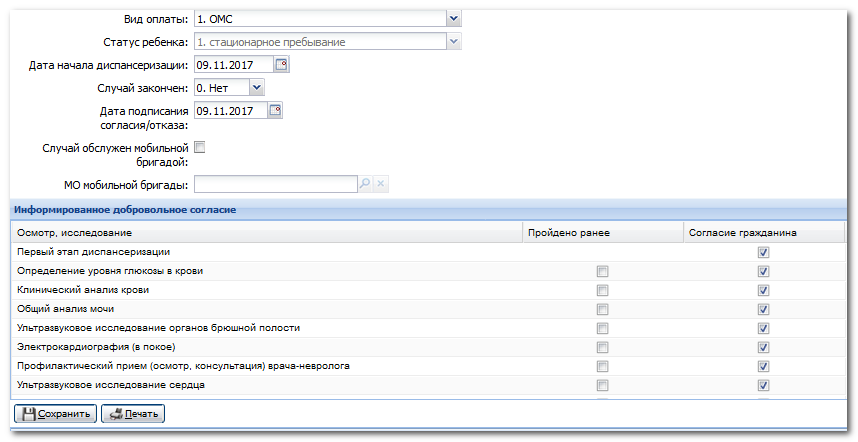 Вид оплаты: 1. ОМС
Статус ребенка: 1. стационарное пребывание
Дата начала диспансеризации: 09.11.2017
Случай закончен: 0. Нет
Дата подписания
согласия/отказа: 09.11.2017
Случай обслужен мобильной
бригадой:
МО мобильной бригады:
Информированное добровольное согласие
Осмотр, исследование Пройдено ранее Согласие гражданина
Первый этап диспансеризации
Определение уровня глюкозы в крови
Клинический анализ крови
Общий анализ мочи
Ультразвуковое исследование органов брюшной полости
Электрокардиография (в покое)
Профилактический прием (осмотр, консультация) врача-невролога
Ультразвуковое исследование сердца
Сохранить Печать